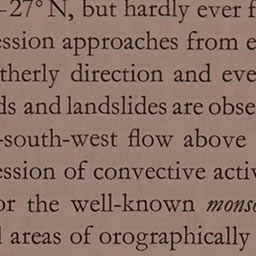 –27° N, but hardly ever f
ession approaches from e
therly direction and eve
ds and landslides are obse
-south-west flow above
ession of convective activ
or the well-known monso
l areas of orographically